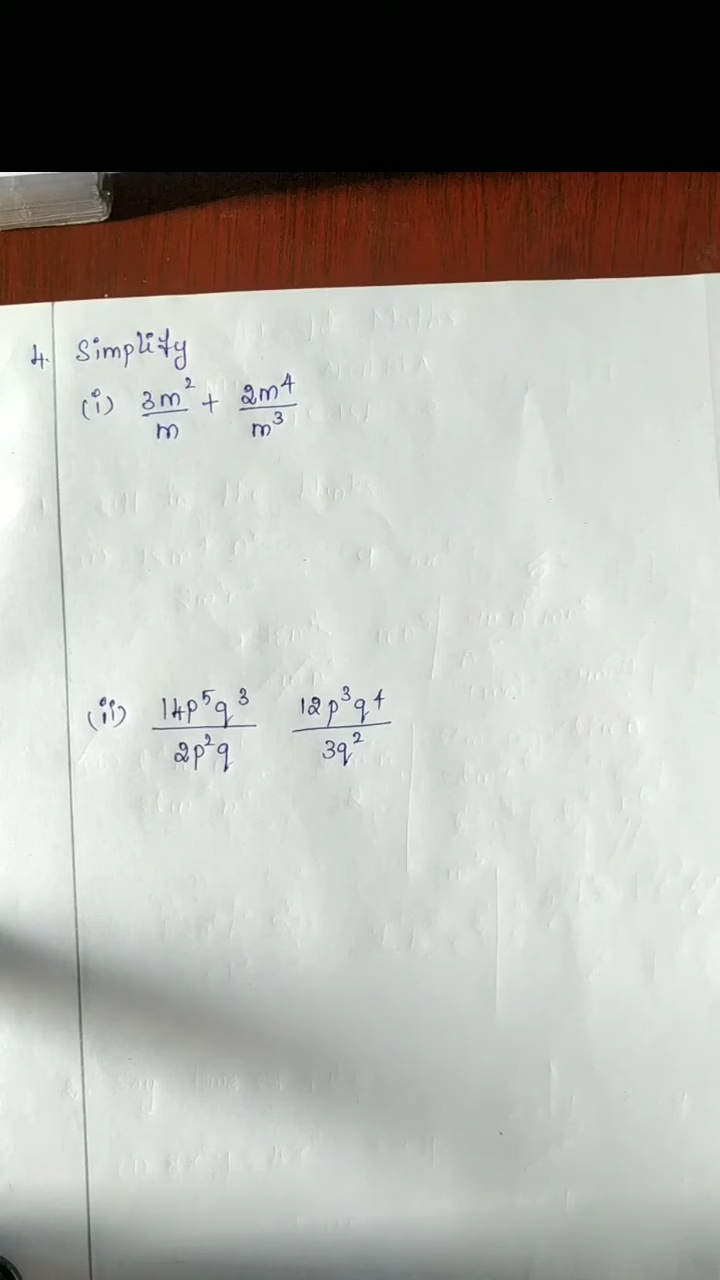 4. Simplify
(i) 3m²/m + 2m⁴/m³
(ii) 14p⁵q³/2p²q 12p³q⁴/3q²